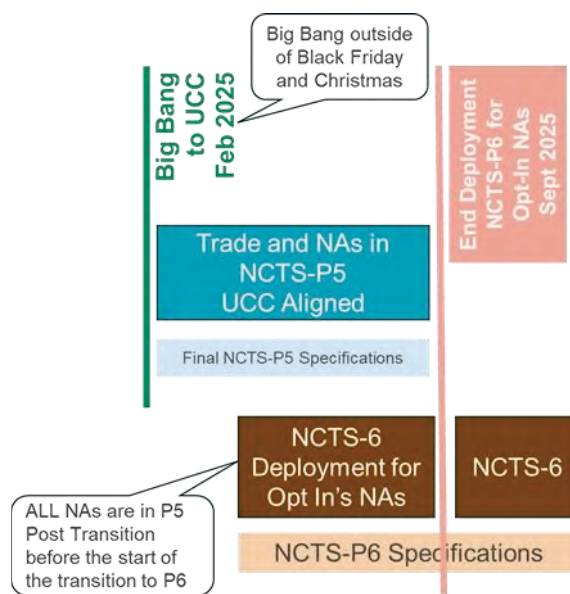 Big Bang outside
of Black Friday
and Christmas
Big Bang
to UCC
Feb 2025
End Deployment
NCTS-P6 for
Opt-In NAs
Sept 2025
Trade and NAs in
NCTS-P5
UCC Aligned
Final NCTS-P5 Specifications
NCTS-6
Deployment for
Opt In's NAs
NCTS-6
ALL NAs are in P5
Post Transition
before the start of
the transition to P6
NCTS-P6 Specifications